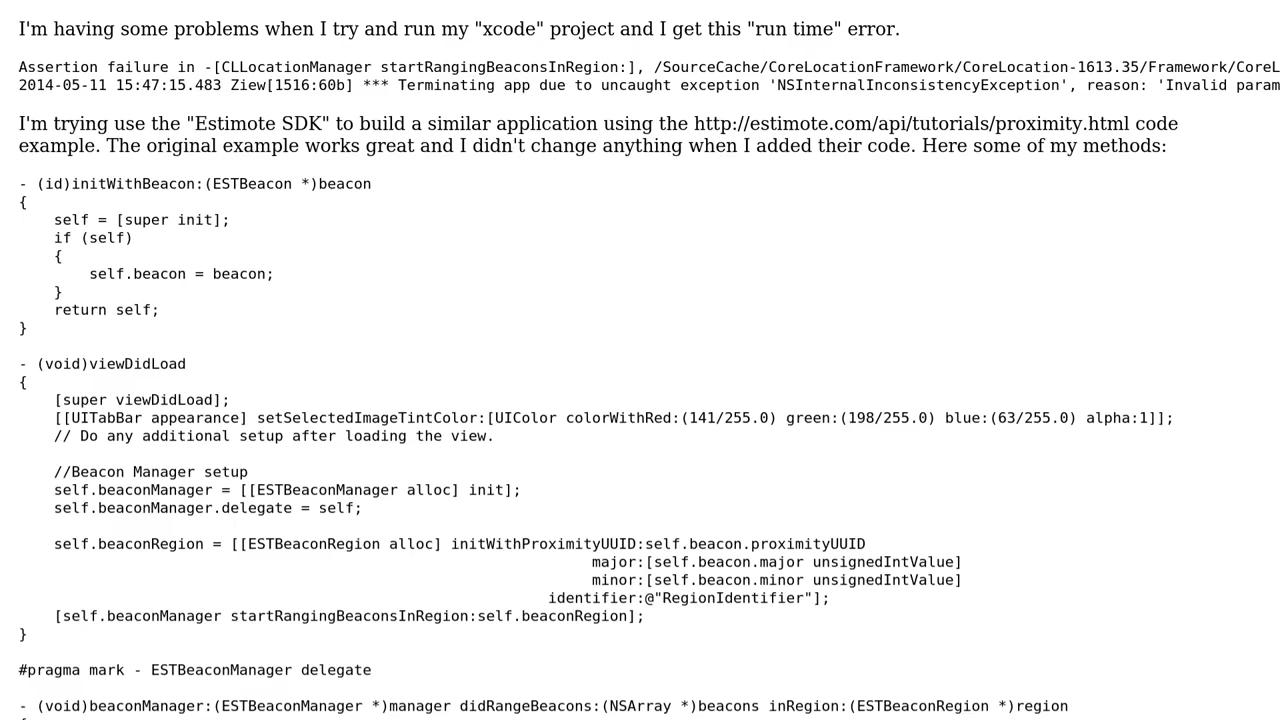 I'm having some problems when I try and run my "xcode" project and I get this "run time" error.
Assertion failure in -[CLLocationManager startRangingBeaconsInRegion:], /SourceCache/CoreLocationFramework/CoreLocation-1613.35/Framework/CoreL
2014-05-11 15:47:15.483 Ziew[1516:60b] *** Terminating app due to uncaught exception 'NSInternalInconsistencyException', reason: 'Invalid param
I'm trying use the "Estimote SDK" to build a similar application using the http://estimote.com/api/tutorials/proximity.html code
example. The original example works great and I didn't change anything when I added their code. Here some of my methods:
- (id)initWithBeacon:(ESTBeacon *)beacon
{
    self = [super init];
    if (self)
    {
        self.beacon = beacon;
    }
    return self;
}
- (void)viewDidLoad
{
    [super viewDidLoad];
    [[UITabBar appearance] setSelectedImageTintColor:[UIColor colorWithRed:(141/255.0) green:(198/255.0) blue:(63/255.0) alpha:1]];
    // Do any additional setup after loading the view.
    //Beacon Manager setup
    self.beaconManager = [[ESTBeaconManager alloc] init];
    self.beaconManager.delegate = self;
    self.beaconRegion = [[ESTBeaconRegion alloc] initWithProximityUUID:self.beacon.proximityUUID
                                                                 major:[self.beacon.major unsignedIntValue]
                                                                 minor:[self.beacon.minor unsignedIntValue]
                                                            identifier:@"RegionIdentifier"];
    [self.beaconManager startRangingBeaconsInRegion:self.beaconRegion];
}
#pragma mark - ESTBeaconManager delegate
- (void)beaconManager:(ESTBeaconManager *)manager didRangeBeacons:(NSArray *)beacons inRegion:(ESTBeaconRegion *)region